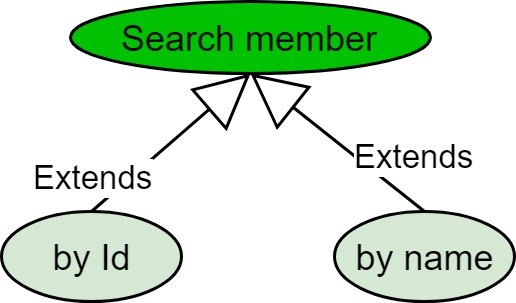 Search member
Extends
Extends
by Id
by name